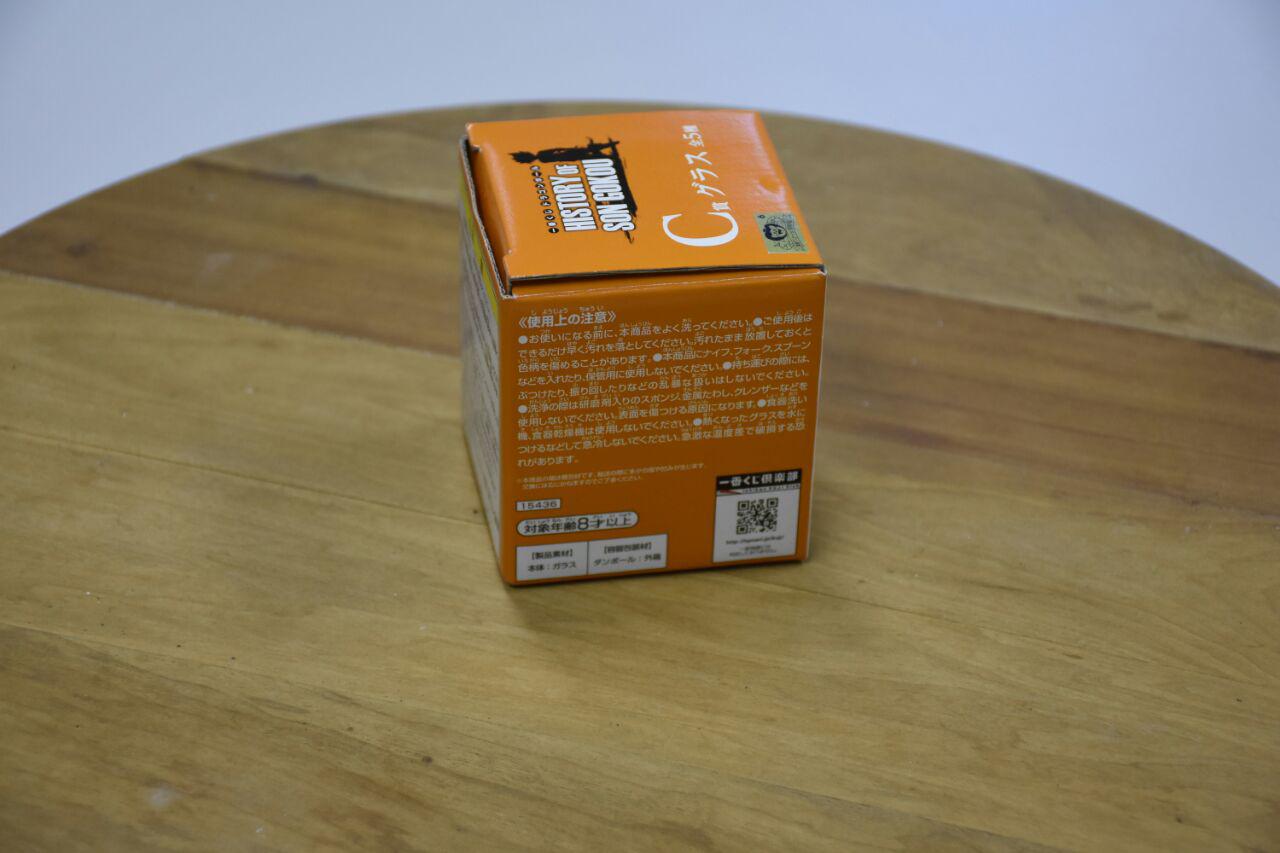 一番くじ ドラゴンボール
HISTORY OF
SON GOKOU
C賞 グラス 全5種
《使用上の注意》
●お使いになる前に、本商品をよく洗ってください。●ご使用後は
できるだけ早く汚れを落としてください。汚れたまま放置しておくと
色柄を傷めることがあります。●本商品にナイフ、フォーク、スプーン
などを入れたり、保管用に使用しないでください。●持ち運びの際には、
ぶつけたり、振り回したりなどの乱暴な扱いはしないでください。
●洗浄の際は研磨剤入りのスポンジ、金属たわし、クレンザーなどを
使用しないでください。表面を傷つける原因になります。●食器洗い
機、食器乾燥機は使用しないでください。●熱くなったグラスを水に
つけるなどして急冷しないでください。急激な温度差で破損する恐
れがあります。
15436
対象年齢8才以上
【製品素材】
本体：ガラス
【容器包装材】
ダンボール：外箱
一番くじ倶楽部